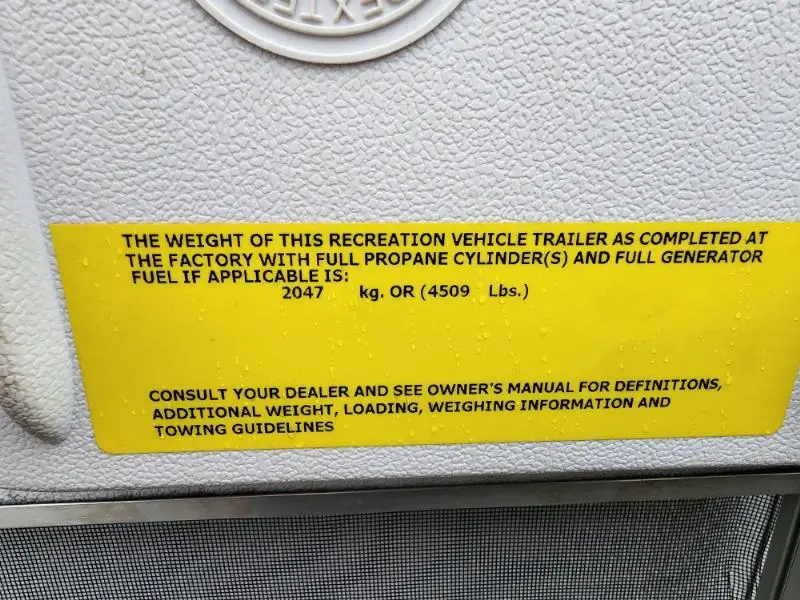 THE WEIGHT OF THIS RECREATION VEHICLE TRAILER AS COMPLETED AT
THE FACTORY WITH FULL PROPANE CYLINDER(S) AND FULL GENERATOR
FUEL IF APPLICABLE IS:
2047 kg. OR (4509 Lbs.)
CONSULT YOUR DEALER AND SEE OWNER'S MANUAL FOR DEFINITIONS,
ADDITIONAL WEIGHT, LOADING, WEIGHING INFORMATION AND
TOWING GUIDELINES